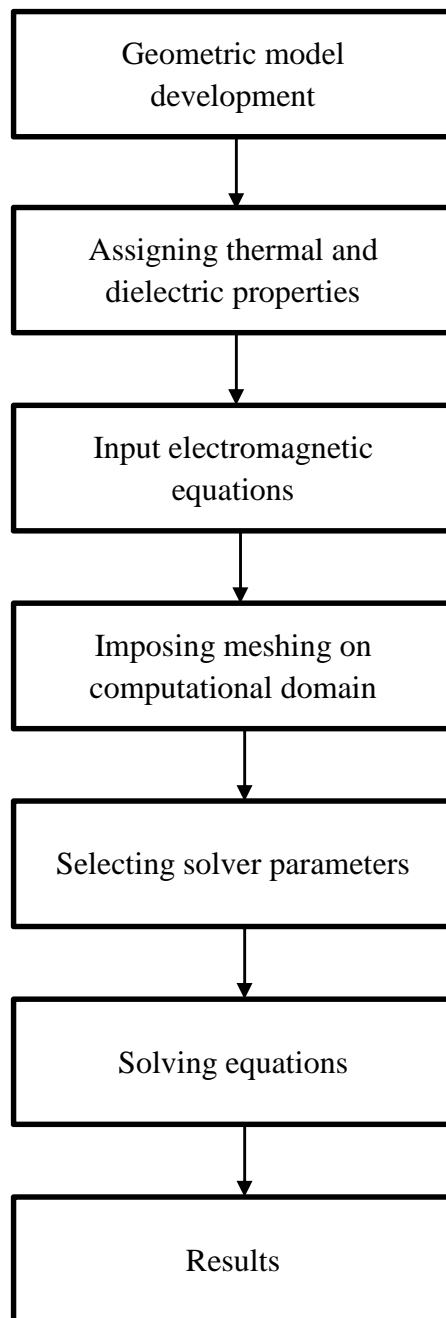 Geometric model
development
Assigning thermal and
dielectric properties
Input electromagnetic
equations
Imposing meshing on
computational domain
Selecting solver parameters
Solving equations
Results